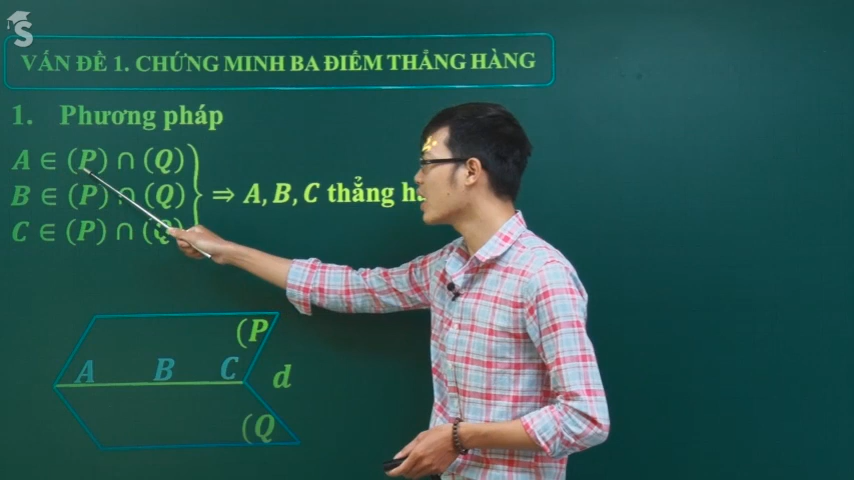 S
VẤN ĐỀ 1. CHỨNG MINH BA ĐIỂM THẲNG HÀNG
1. Phương pháp
A ∈ (P) ∩ (Q)
B ∈ (P) ∩ (Q) ⇒ A, B, C thẳng
C ∈ (P) ∩ (Q)
(P
A B C d
(Q